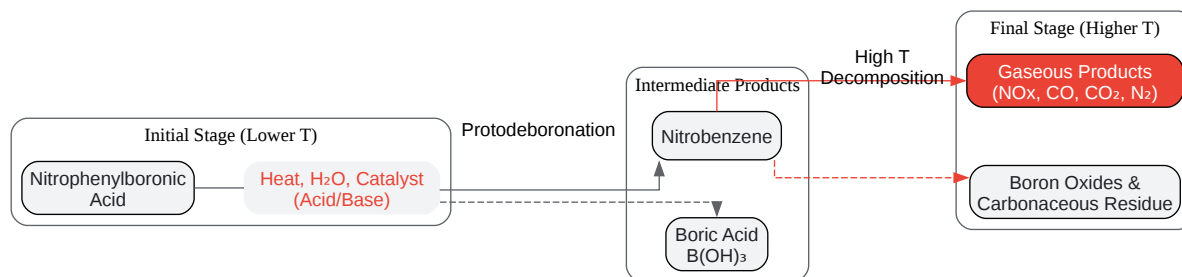 Initial Stage (Lower T)
Nitrophenylboronic
Acid
Heat, H₂O, Catalyst
(Acid/Base)
Protodeboronation
Intermediate Products
Nitrobenzene
Boric Acid
B(OH)₃
High T
Decomposition
Final Stage (Higher T)
Gaseous Products
(NOx, CO, CO₂, N₂)
Boron Oxides &
Carbonaceous Residue